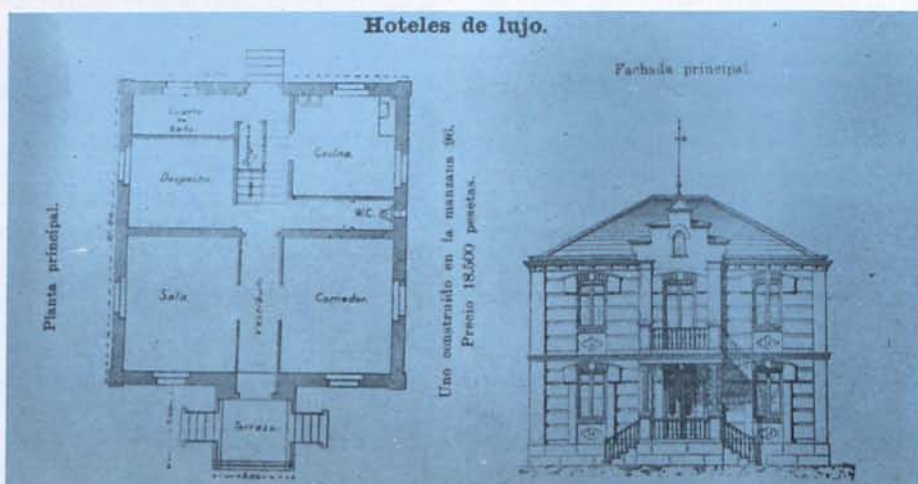 Hoteles de lujo.
Planta principal.
Cuarto
de
baño.
Despacho
Cocina.
W.C.
Sala
Vestíbulo
Comedor.
Terraza
Uno construido en la manzana 96.
Precio 18.500 pesetas.
Fachada principal.